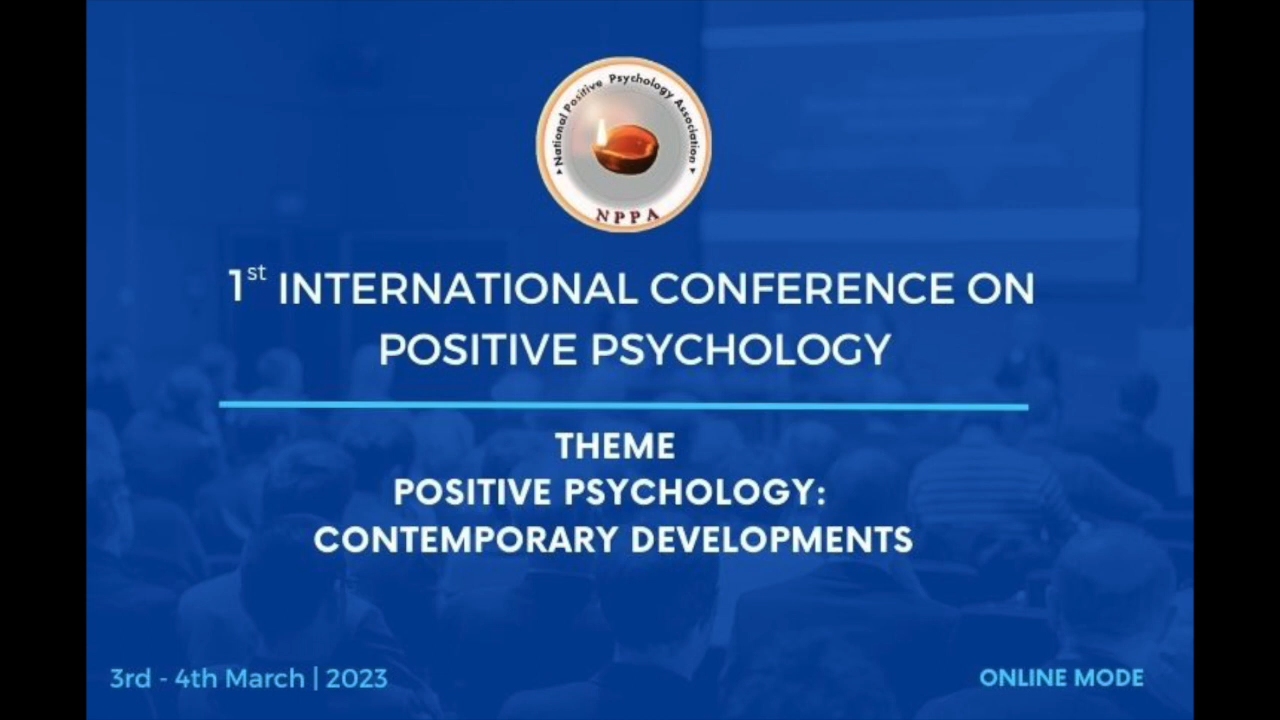 National Positive Psychology Association
NPPA
1st INTERNATIONAL CONFERENCE ON
POSITIVE PSYCHOLOGY
THEME
POSITIVE PSYCHOLOGY:
CONTEMPORARY DEVELOPMENTS
3rd - 4th March | 2023
ONLINE MODE